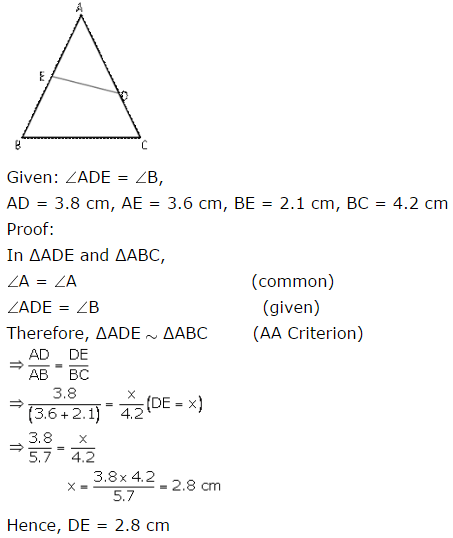 A
E
D
B C
Given: ∠ADE = ∠B,
AD = 3.8 cm, AE = 3.6 cm, BE = 2.1 cm, BC = 4.2 cm
Proof:
In ΔADE and ΔABC,
∠A = ∠A (common)
∠ADE = ∠B (given)
Therefore, ΔADE ~ ΔABC (AA Criterion)
⇒ AD/AB = DE/BC
⇒ 3.8/(3.6+2.1) = x/4.2 (DE = x)
⇒ 3.8/5.7 = x/4.2
x = 3.8 x 4.2/5.7 = 2.8 cm
Hence, DE = 2.8 cm